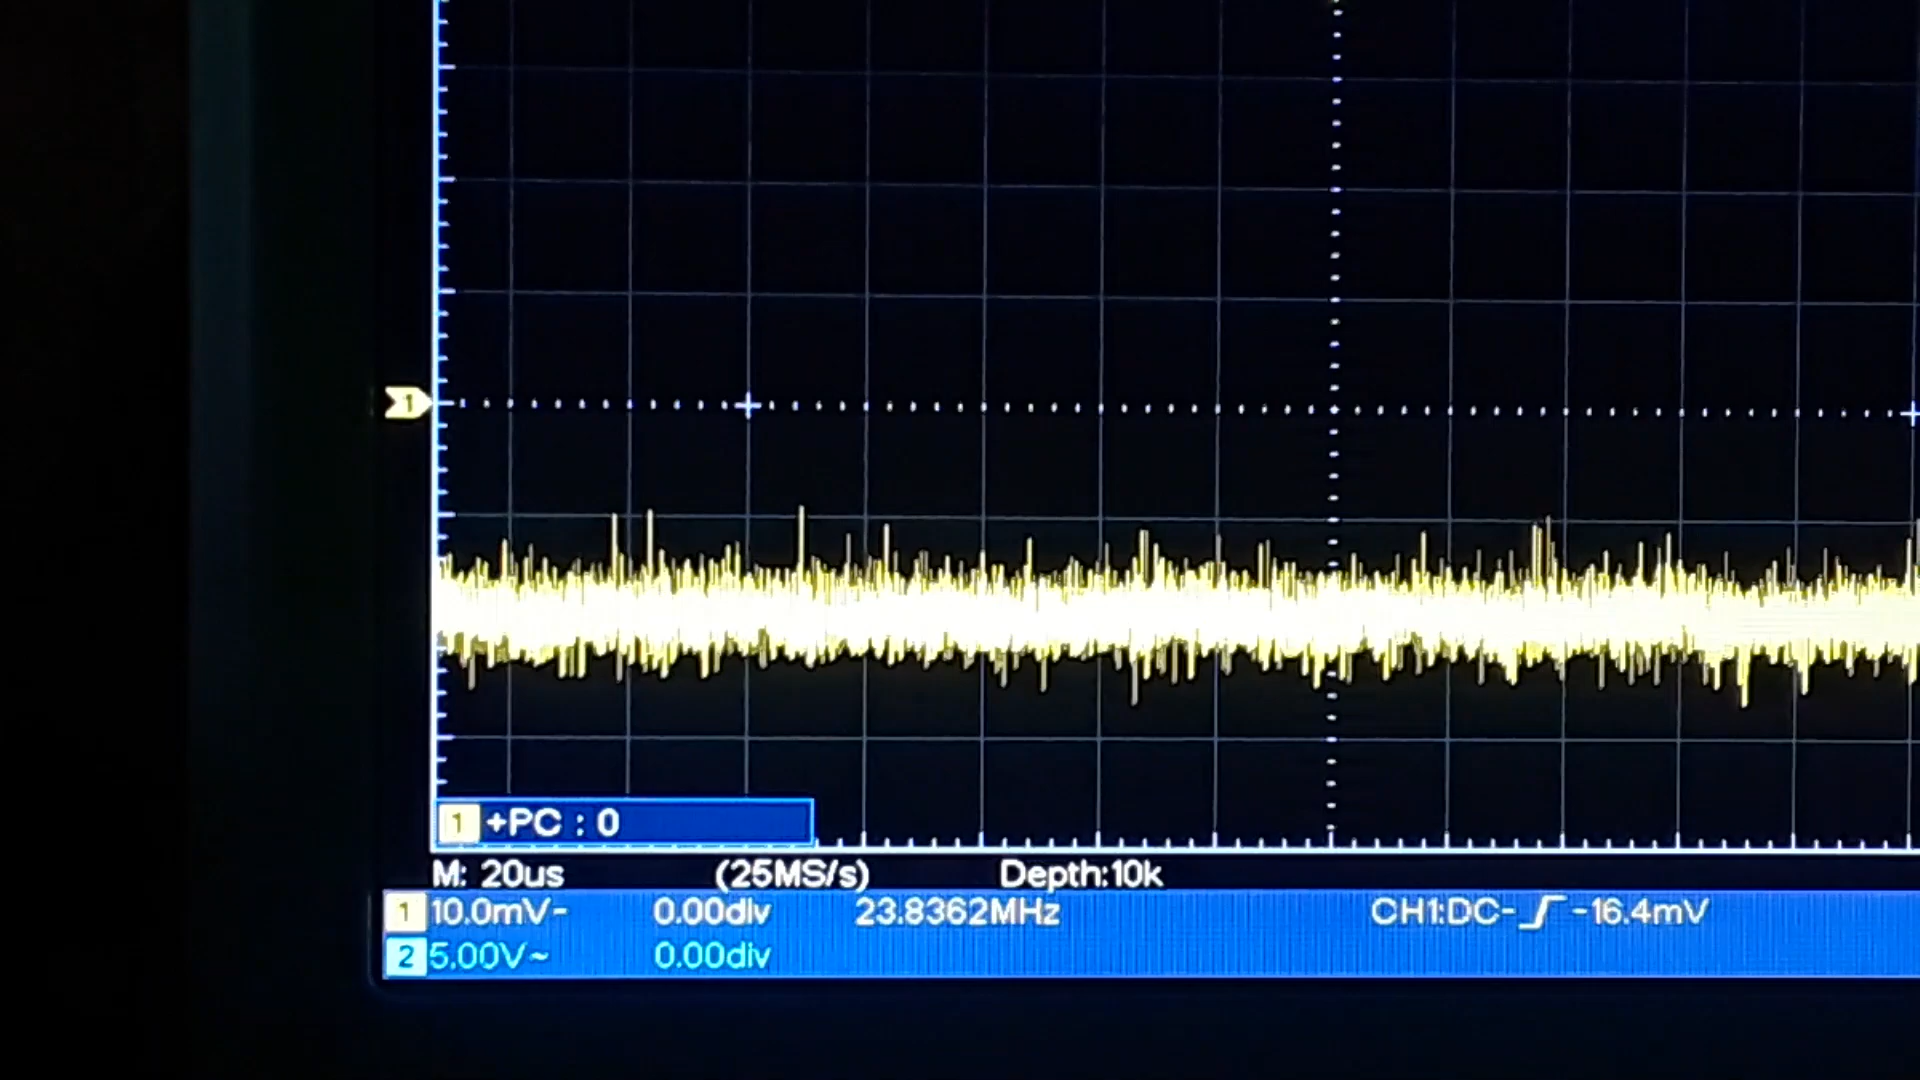 1
1 +PC : 0
M: 20us (25MS/s) Depth:10k
1 10.0mV- 0.00div 23.8362MHz CH1:DC- -16.4mV
2 5.00V~ 0.00div